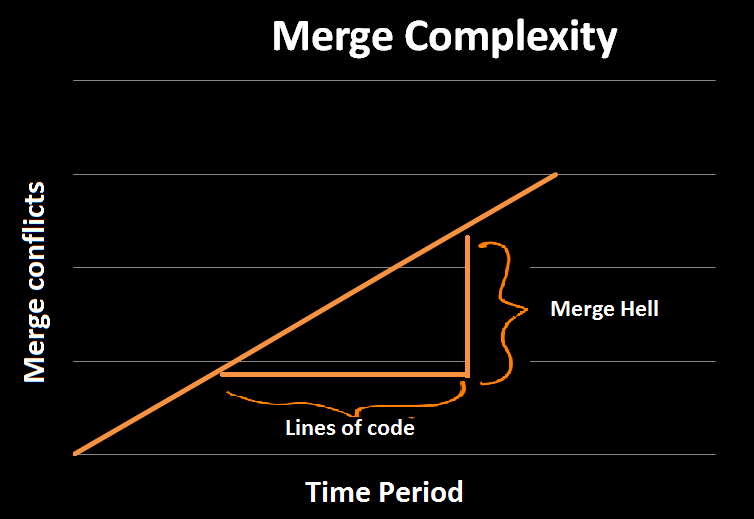 Merge Complexity
Merge conflicts
Merge Hell
Lines of code
Time Period